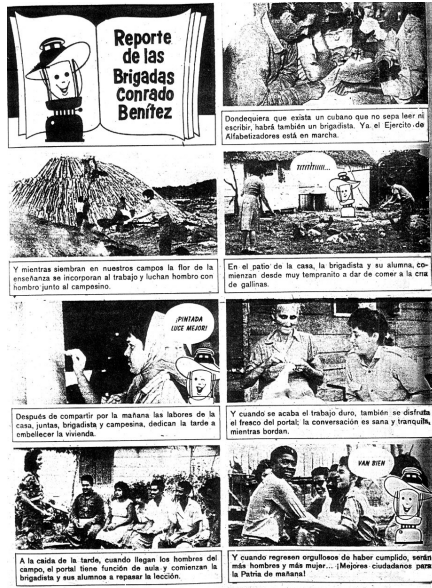 Reporte
de las
Brigadas
Conrado
Benítez
Dondequiera que exista un cubano que no sepa leer ni
escribir, habrá también un brigadista. Ya el Ejercito de
Alfabetizadores está en marcha.
Y mientras siembran en nuestros campos la flor de la
enseñanza se incorporan al trabajo y luchan hombro con
hombro junto al campesino.
En el patio de la casa, la brigadista y su alumna, co-
mienzan desde muy tempranito a dar de comer a la cría
de gallinas.
¡PINTADA
LUCE MEJOR!
Después de compartir por la mañana las labores de la
casa, juntas, brigadista y campesina, dedican la tarde a
embellecer la vivienda.
Y cuando se acaba el trabajo duro, también se disfruta
el fresco del portal; la conversación es sana y tranquila,
mientras bordan.
A la caida de la tarde, cuando llegan los hombres del
campo, el portal tiene función de aula y comienzan la
brigadista y sus alumnos a repasar la lección.
VAN BIEN
Y cuando regresen orgullosos de haber cumplido, serán
más hombres y más mujer... ¡Mejores ciudadanos para
la Patria de mañana!